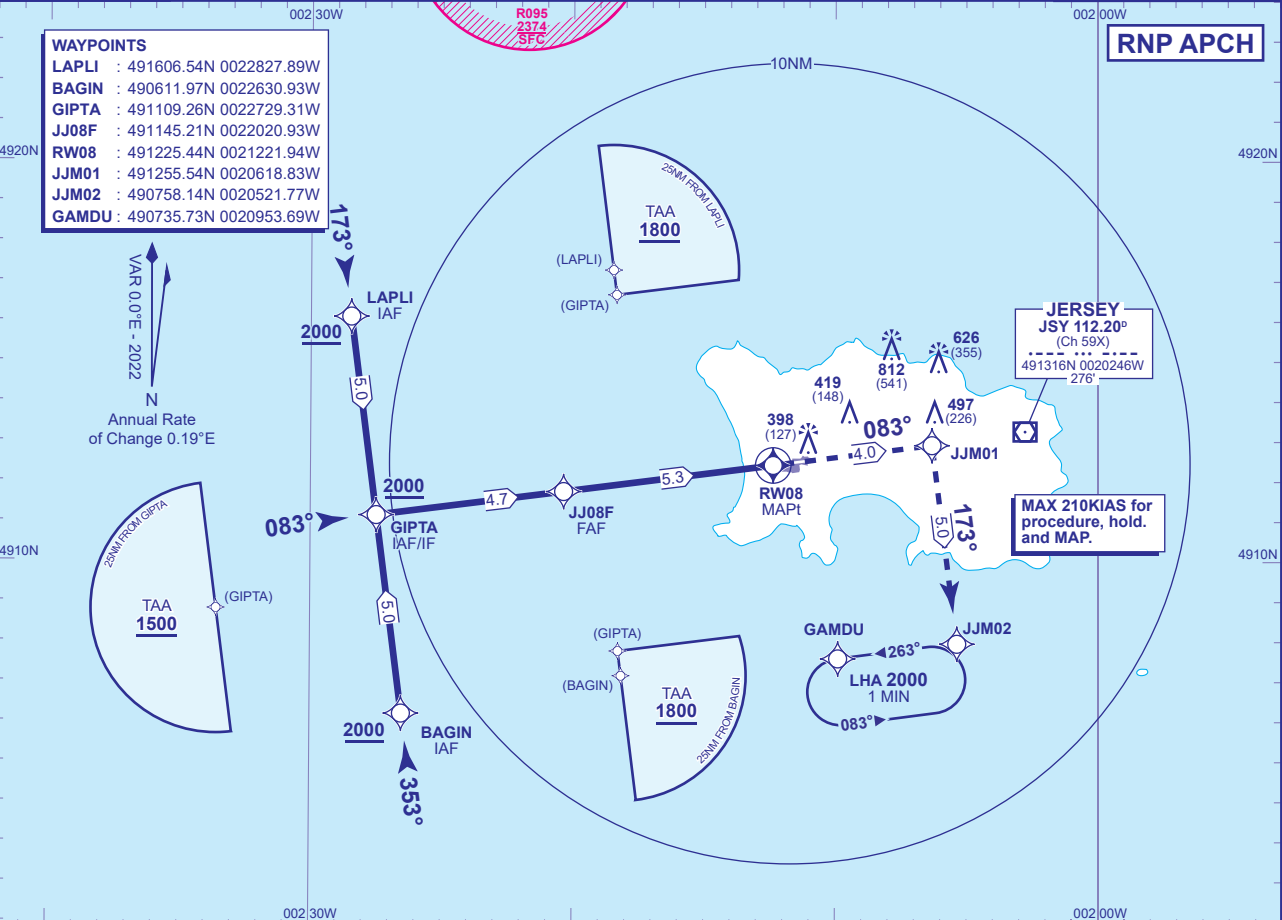 002 30W
R095
2374
SFC
002 00W
RNP APCH
WAYPOINTS
LAPLI : 491606.54N 0022827.89W
BAGIN : 490611.97N 0022630.93W
GIPTA : 491109.26N 0022729.31W
JJ08F : 491145.21N 0022020.93W
RW08 : 491225.44N 0021221.94W
JJM01 : 491255.54N 0020618.83W
JJM02 : 490758.14N 0020521.77W
GAMDU : 490735.73N 0020953.69W
10NM
4920N
4920N
173°
VAR 0.0°E - 2022
N
Annual Rate
of Change 0.19°E
25NM FROM LAPLI
TAA
1800
(LAPLI)
(GIPTA)
LAPLI
IAF
2000
5.0
JERSEY
JSY 112.20ᴰ
(Ch 59X)
·--- ··· -·--
491316N 0020246W
276'
626
(355)
812
(541)
419
(148)
497
(226)
398
(127)
083°
4.0
JJM01
2000
083°
GIPTA
IAF/IF
4.7
JJ08F
FAF
5.3
RW08
MAPt
MAX 210KIAS for
procedure, hold.
and MAP.
5.0
173°
4910N
4910N
25NM FROM GIPTA
TAA
1500
(GIPTA)
5.0
(GIPTA)
(BAGIN)
TAA
1800
25NM FROM BAGIN
GAMDU
JJM02
263°
LHA 2000
1 MIN
083°
2000
BAGIN
IAF
353°
002 30W
002 00W